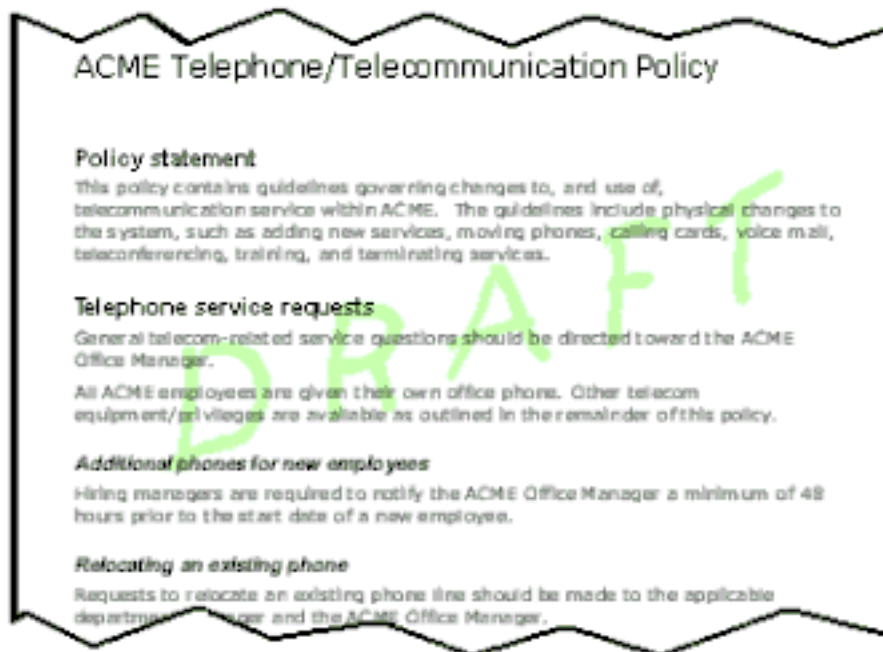 ACME Telephone/Telecommunication Policy
Policy statement
This policy contains guidelines governing changes to, and use of,
telecommunication service within ACME. The guidelines include physical changes to
the system, such as adding new services, moving phones, calling cards, voice mail,
teleconferencing, training, and terminating services.
Telephone service requests
General telecom-related service questions should be directed toward the ACME
Office Manager.
All ACME employees are given their own office phone. Other telecom
equipment/privileges are available as outlined in the remainder of this policy.
Additional phones for new employees
Hiring managers are required to notify the ACME Office Manager a minimum of 48
hours prior to the start date of a new employee.
Relocating an existing phone
Requests to relocate an existing phone line should be made to the applicable
and the ACME Office Manager.
DRAFT